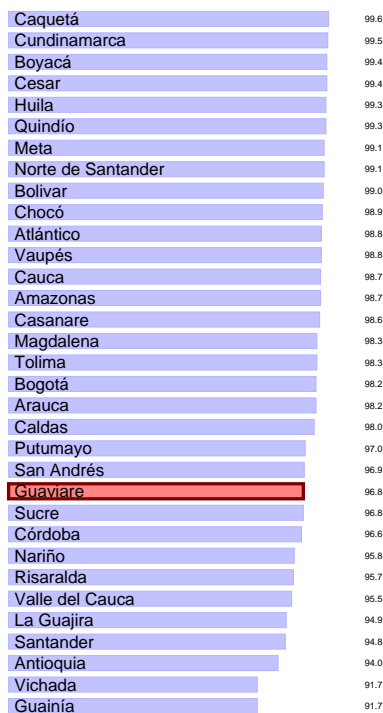 Caquetá 99.6
Cundinamarca 99.5
Boyacá 99.4
Cesar 99.4
Huila 99.3
Quindío 99.3
Meta 99.1
Norte de Santander 99.1
Bolivar 99.0
Chocó 98.9
Atlántico 98.8
Vaupés 98.8
Cauca 98.7
Amazonas 98.7
Casanare 98.6
Magdalena 98.3
Tolima 98.3
Bogotá 98.2
Arauca 98.2
Caldas 98.0
Putumayo 97.0
San Andrés 96.9
Guaviare 96.8
Sucre 96.8
Córdoba 96.6
Nariño 95.8
Risaralda 95.7
Valle del Cauca 95.5
La Guajira 94.9
Santander 94.8
Antioquia 94.0
Vichada 91.7
Guainía 91.7